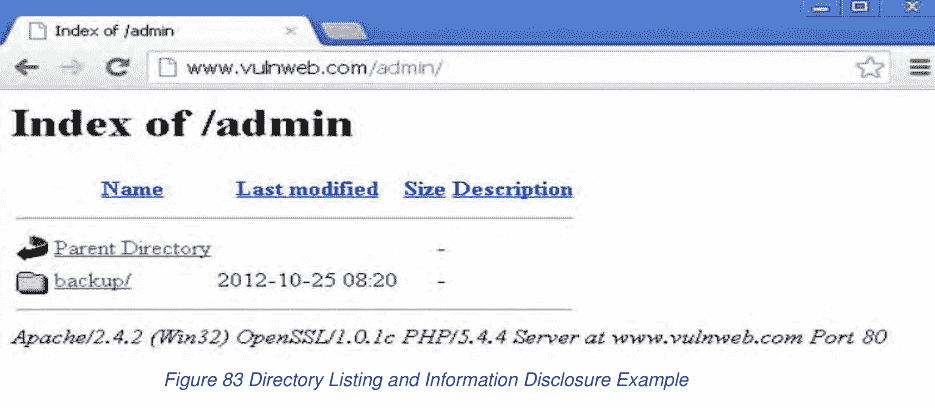 Index of /admin
www.vulnweb.com/admin/
Index of /admin
Name Last modified Size Description
Parent Directory -
backup/ 2012-10-25 08:20 -
Apache/2.4.2 (Win32) OpenSSL/1.0.1c PHP/5.4.4 Server at www.vulnweb.com Port 80
Figure 83 Directory Listing and Information Disclosure Example